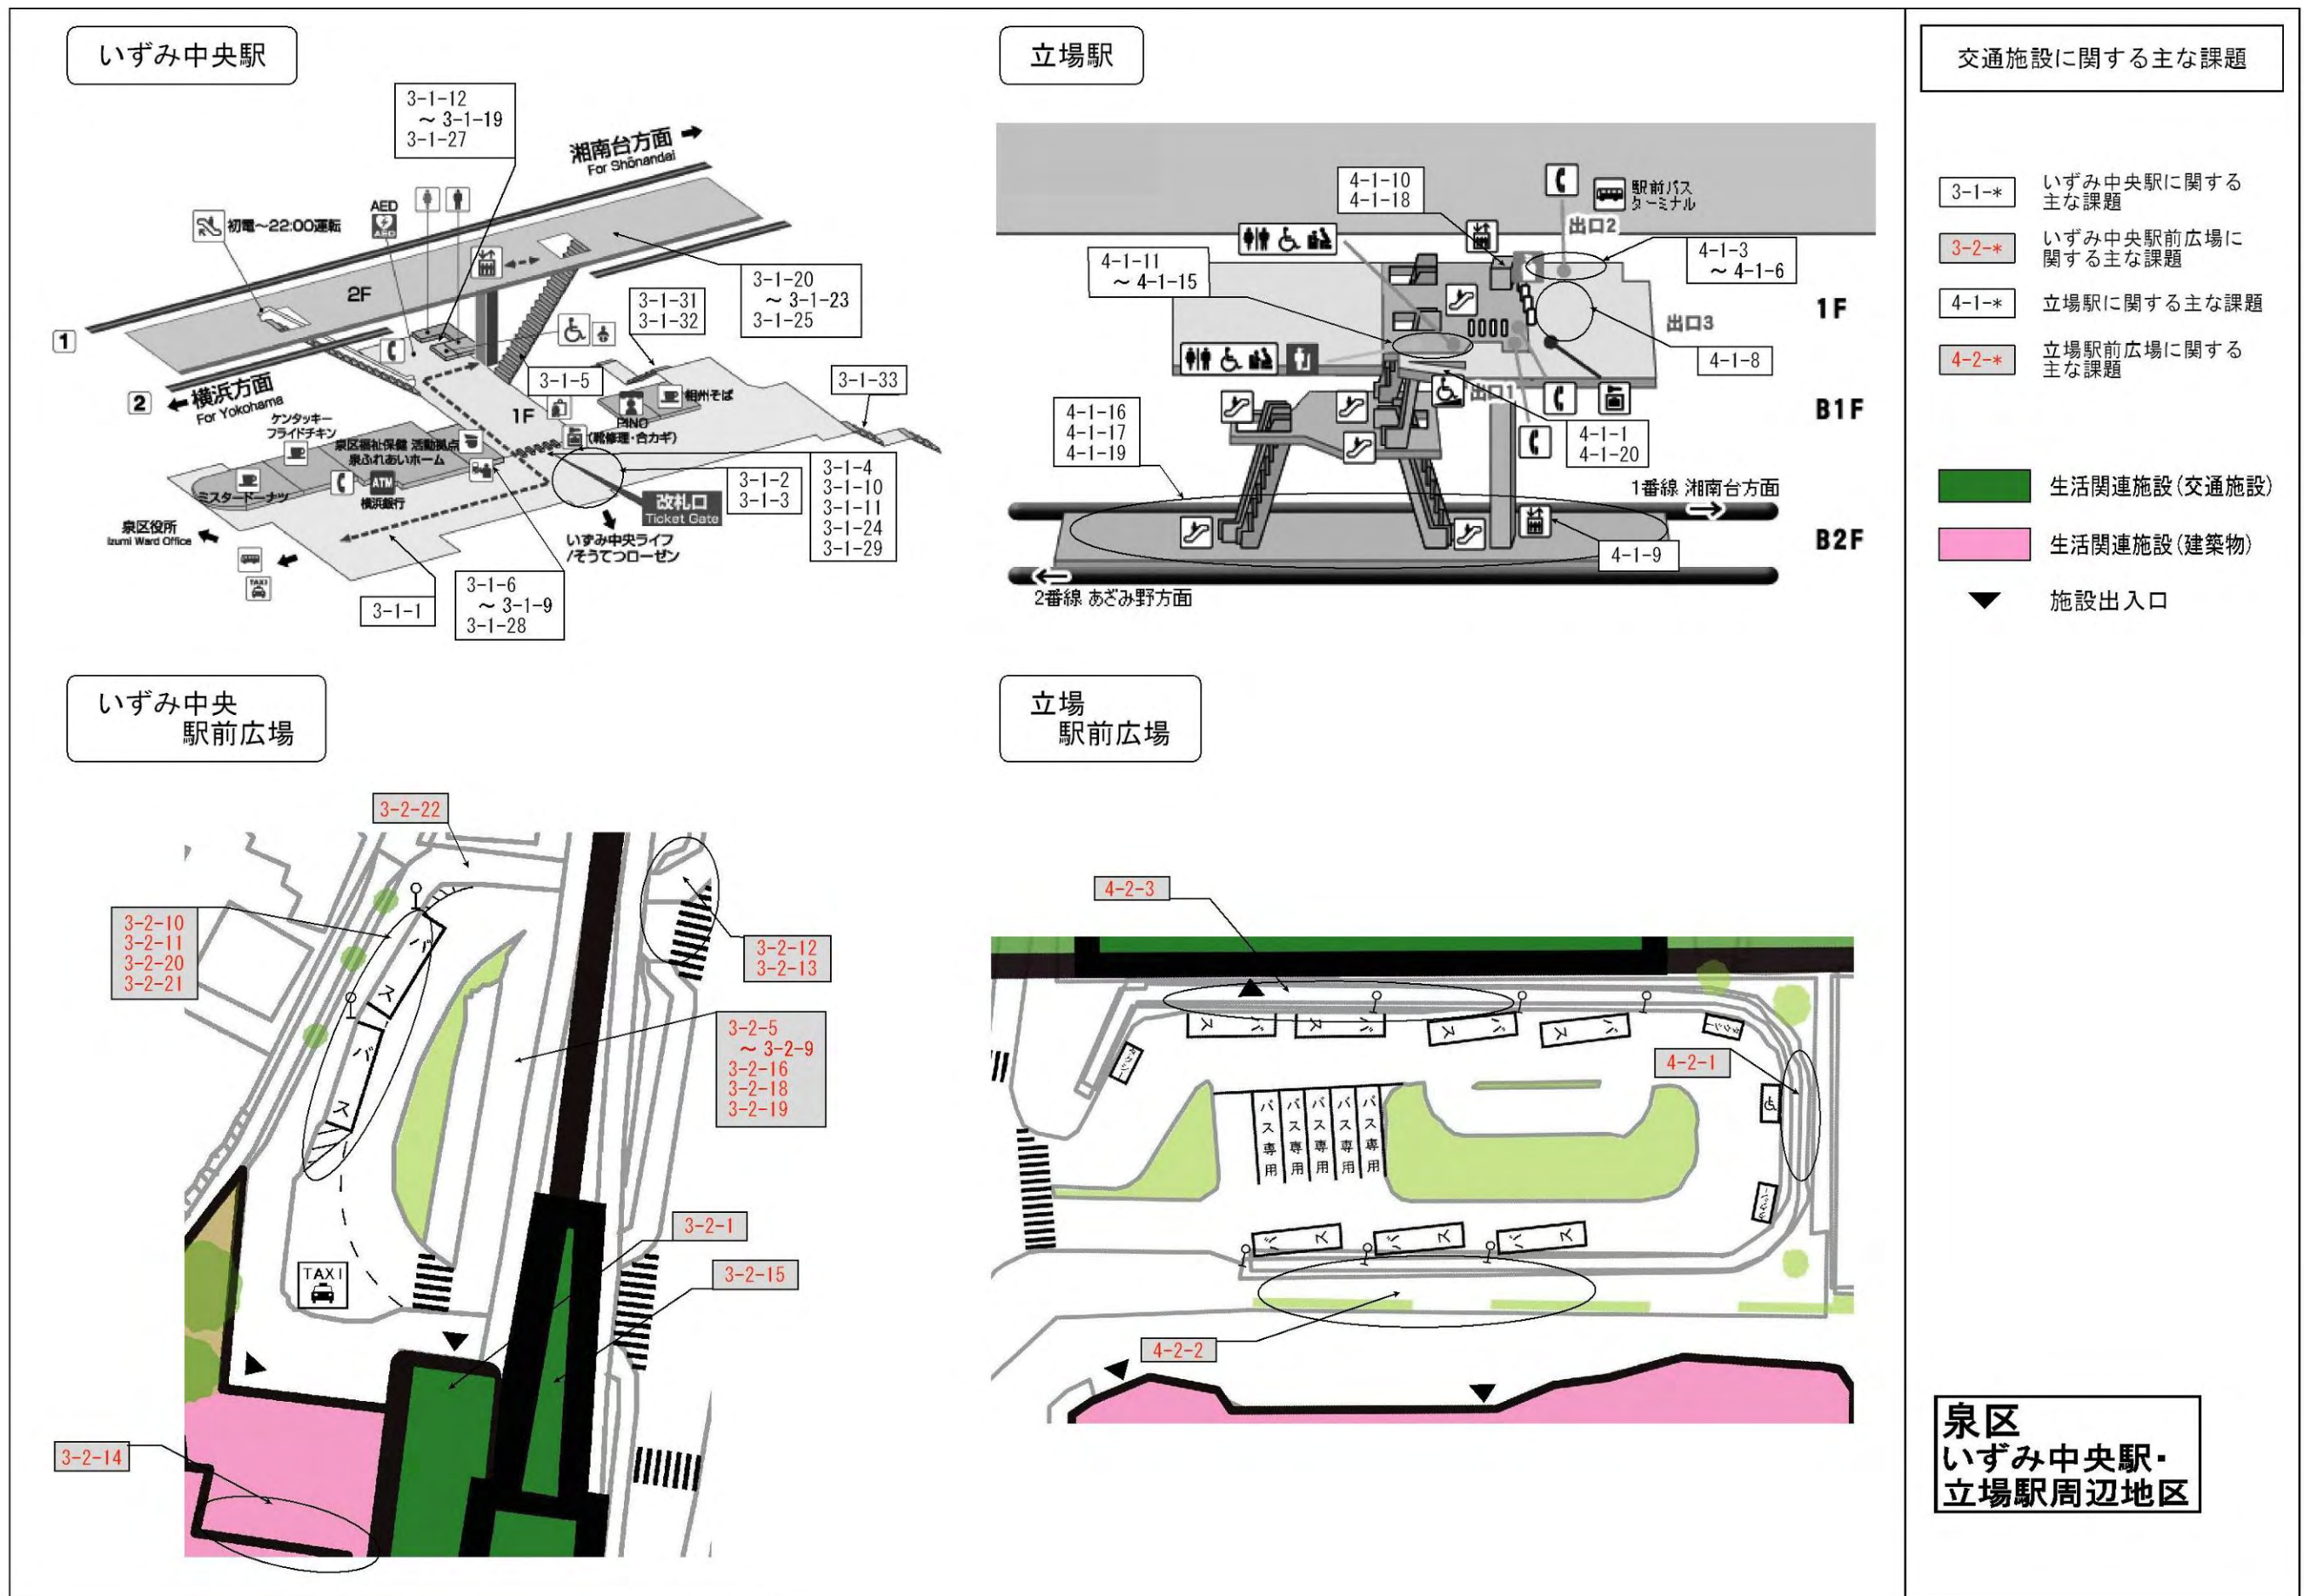 いずみ中央駅
3-1-12
～ 3-1-19
3-1-27
湘南台方面 →
For Shōnandai
初電～22:00運転
AED
AED
2F
3-1-20
～ 3-1-23
3-1-25
3-1-31
3-1-32
1
2
← 横浜方面
For Yokohama
3-1-5
3-1-33
1F
相州そば
PINO
(靴修理・合カギ)
ケンタッキー
フライドチキン
泉区福祉保健 活動拠点
泉ふれあいホーム
ミスタードーナツ
ATM
横浜銀行
泉区役所
Izumi Ward Office
TAXI
改札口
Ticket Gate
いずみ中央ライフ
/そうてつローゼン
3-1-2
3-1-3
3-1-4
3-1-10
3-1-11
3-1-24
3-1-29
3-1-1
3-1-6
～ 3-1-9
3-1-28
立場駅
4-1-10
4-1-18
駅前バス
ターミナル
出口2
4-1-3
～ 4-1-6
4-1-11
～ 4-1-15
1F
出口3
4-1-8
出口1
B1F
4-1-16
4-1-17
4-1-19
4-1-1
4-1-20
1番線 湘南台方面
B2F
4-1-9
2番線 あざみ野方面
いずみ中央
駅前広場
3-2-22
3-2-10
3-2-11
3-2-20
3-2-21
バス
バス
3-2-12
3-2-13
3-2-5
～ 3-2-9
3-2-16
3-2-18
3-2-19
3-2-1
3-2-15
TAXI
3-2-14
立場
駅前広場
4-2-3
バス
バス
バス
バス
タクシー
タクシー
4-2-1
バス専用
バス専用
バス専用
バス専用
バス専用
バス
バス
バス
4-2-2
交通施設に関する主な課題
3-1-*
いずみ中央駅に関する
主な課題
3-2-*
いずみ中央駅前広場に
関する主な課題
4-1-*
立場駅に関する主な課題
4-2-*
立場駅前広場に関する
主な課題
生活関連施設(交通施設)
生活関連施設(建築物)
施設出入口
泉区
いずみ中央駅・
立場駅周辺地区